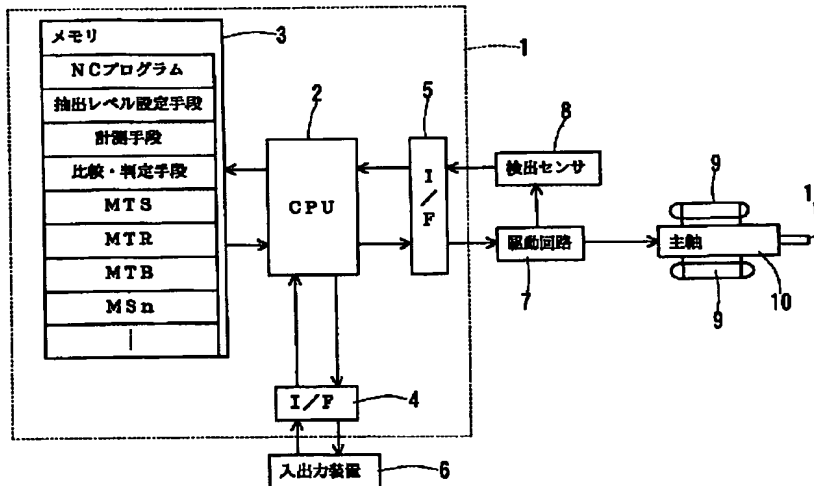 メモリ
3
NCプログラム
抽出レベル設定手段
計測手段
比較・判定手段
MTS
MTR
MTB
MSn
1
2
CPU
5
I/F
8
検出センサ
駆動回路
7
9
主軸
10
9
1
I/F
4
入出力装置
6